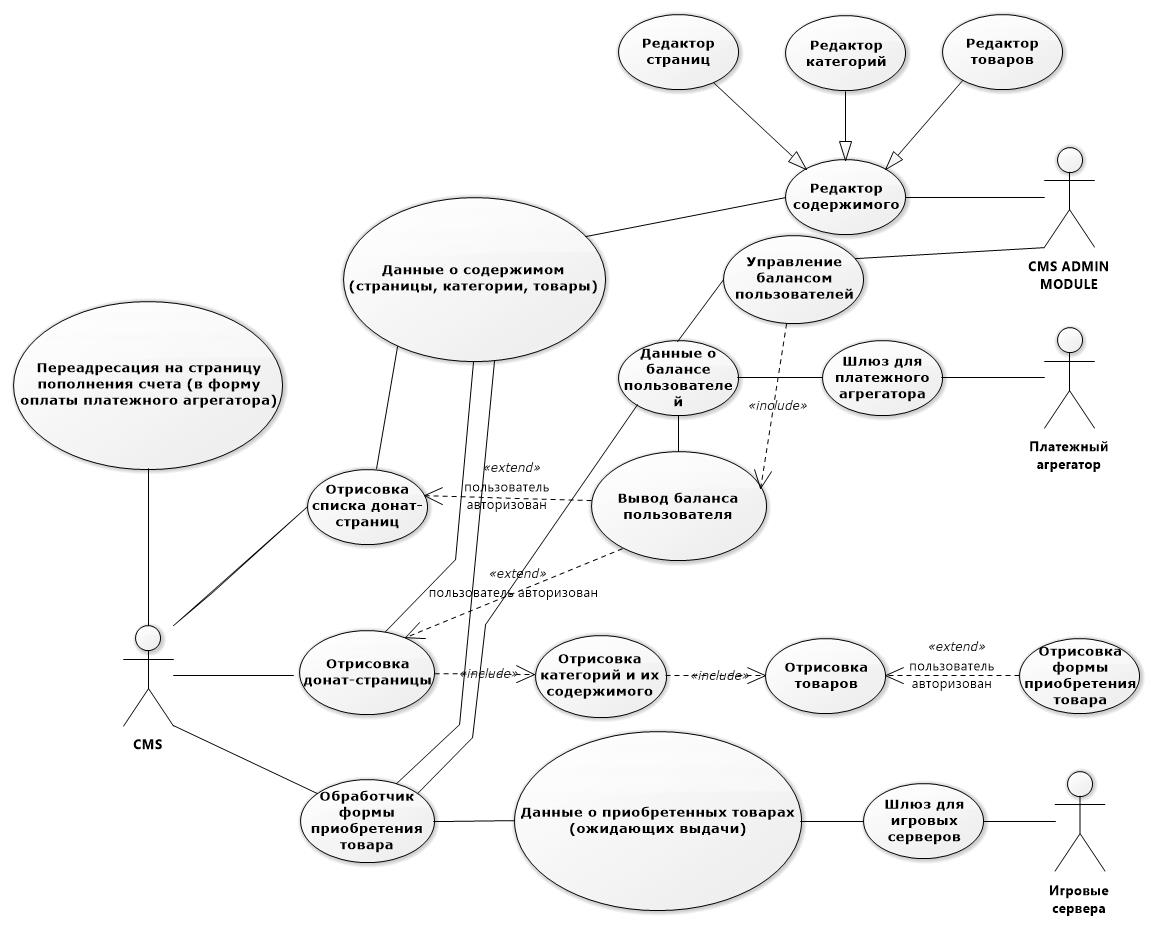 Редактор
страниц
Редактор
категорий
Редактор
товаров
Редактор
содержимого
CMS ADMIN
MODULE
Данные о содержимом
(страницы, категории, товары)
Управление
балансом
пользователей
Переадресация на страницу
пополнения счета (в форму
оплаты платежного агрегатора)
Данные о
балансе
пользователе
й
Шлюз для
платежного
агрегатора
«include»
Платежный
агрегатор
Отрисовка
списка донат-
страниц
«extend»
пользователь
авторизован
Вывод баланса
пользователя
«extend»
пользователь авторизован
CMS
Отрисовка
донат-страницы
«include»
Отрисовка
категорий и их
содержимого
«include»
Отрисовка
товаров
«extend»
пользователь
авторизован
Отрисовка
формы
приобретения
товара
Обработчик
формы
приобретения
товара
Данные о приобретенных товарах
(ожидающих выдачи)
Шлюз для
игровых
серверов
Игровые
сервера